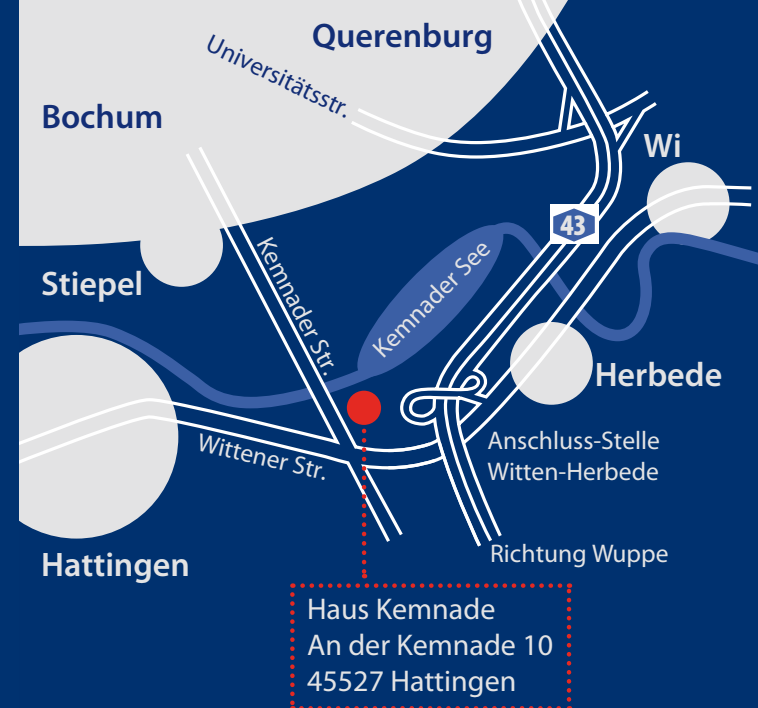 Querenburg
Universitätsstr.
Bochum
Wi
43
Kemnader See
Kemnader Str.
Stiepel
Herbede
Wittener Str.
Anschluss-Stelle
Witten-Herbede
Richtung Wuppe
Hattingen
Haus Kemnade
An der Kemnade 10
45527 Hattingen